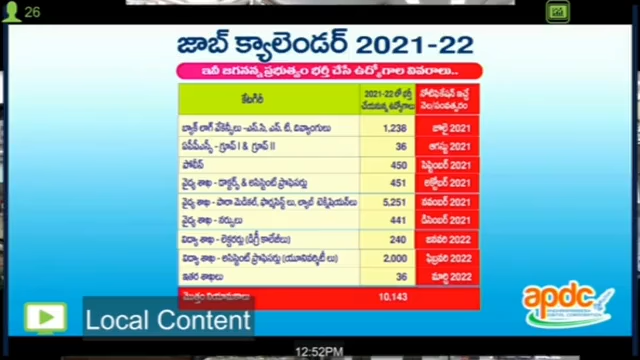 26
జాబ్ క్యాలెండర్ 2021-22
ఇవీ జగనన్న ప్రభుత్వం భర్తీ చేసే ఉద్యోగాల వివరాలు..
కేటగిరీ 2021-22 లో భర్తీ చేయనున్న ఉద్యోగాలు నోటిఫికేషన్ ఇచ్చే నెల/సంవత్సరం
బ్యాక్ లాగ్ వేకెన్సీలు -ఎస్.సి, ఎస్.టి, దివ్యాంగులు 1,238 జూలై 2021
ఏపీపీఎస్సీ - గ్రూప్ I & గ్రూప్ II 36 ఆగష్టు 2021
పోలీస్ 450 సెప్టెంబర్ 2021
వైద్య శాఖ - డాక్టర్స్ & అసిస్టెంట్ ప్రొఫెసర్లు 451 అక్టోబర్ 2021
వైద్య శాఖ - పారా మెడికల్, ఫార్మసిస్ట్ లు, ల్యాబ్ టెక్నీషియన్‌లు 5,251 నవంబర్ 2021
వైద్య శాఖ - నర్సులు 441 డిసెంబర్ 2021
విద్యా శాఖ - లెక్చరర్లు (డిగ్రీ కాలేజీలు) 240 జనవరి 2022
విద్యా శాఖ - అసిస్టెంట్ ప్రొఫెసర్లు (యూనివర్శిటీ లు) 2,000 ఫిబ్రవరి 2022
ఇతర శాఖలు 36 మార్చి 2022
మొత్తం నియామకాలు 10,143
apdc
Local Content
12:52PM